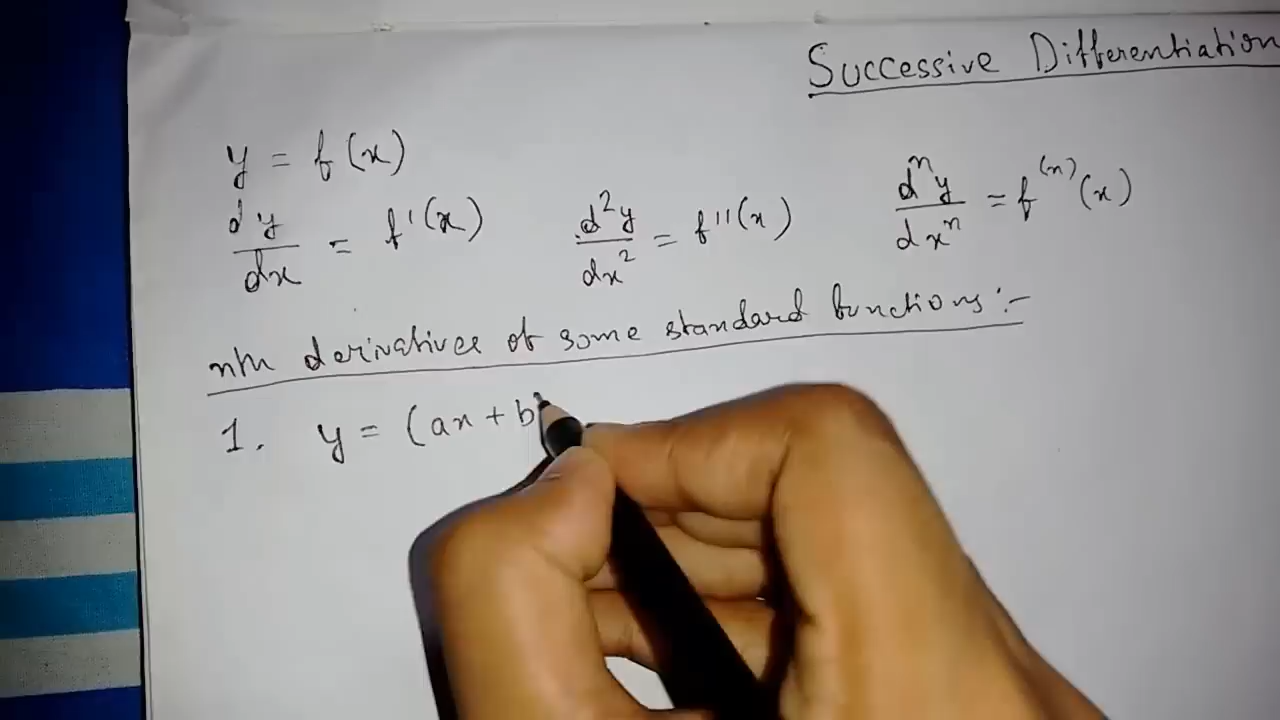 Successive Differentiation
y = f(x)
dy/dx = f'(x) d²y/dx² = f''(x) dⁿy/dxⁿ = f⁽ⁿ⁾(x)
nth derivatives of some standard functions :-
1. y = (ax + b)